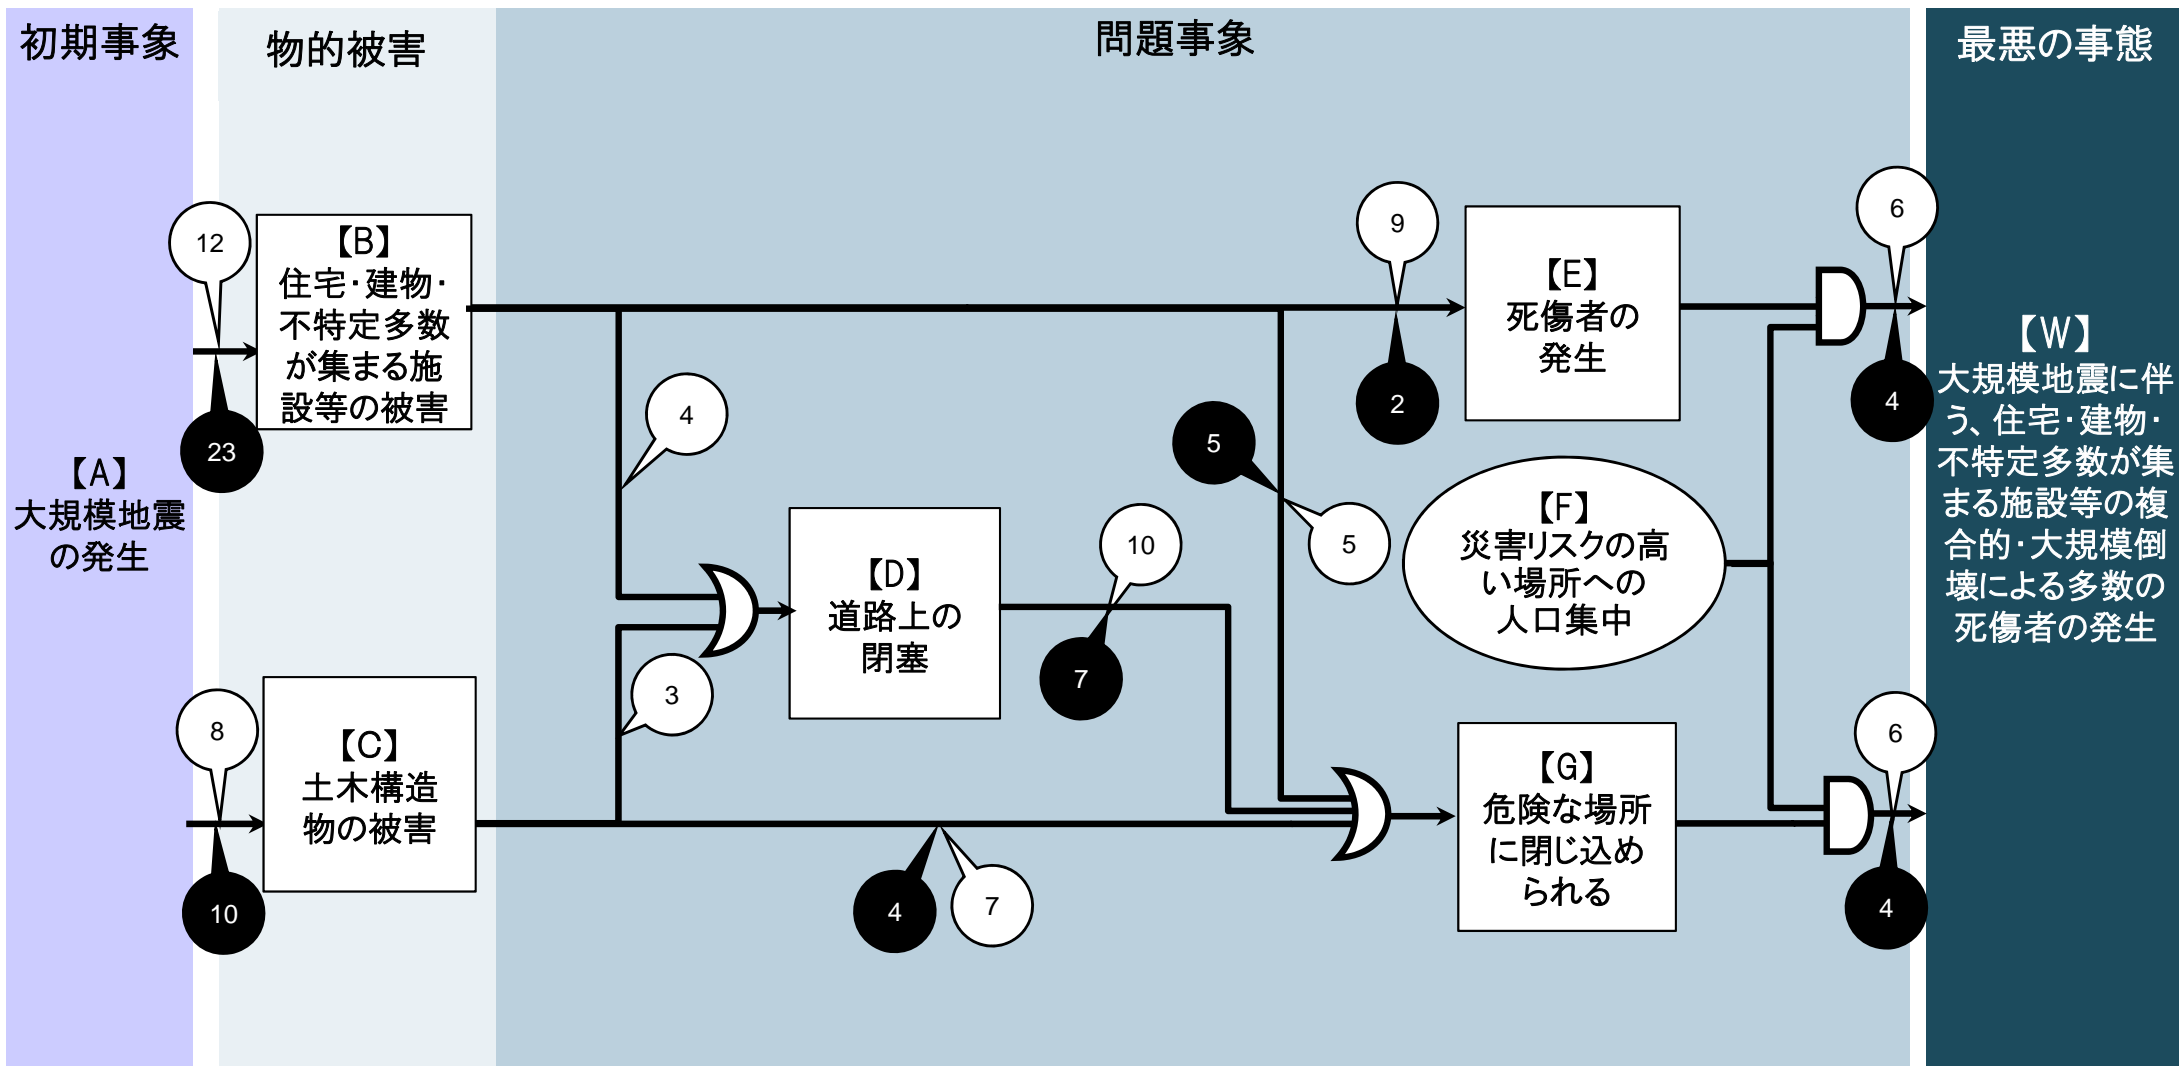 初期事象
物的被害
問題事象
最悪の事態
【A】
大規模地震
の発生
12
23
8
10
【B】
住宅・建物・
不特定多数
が集まる施
設等の被害
【C】
土木構造
物の被害
4
3
【D】
道路上の
閉塞
10
7
4
7
5
5
9
2
【E】
死傷者の
発生
【F】
災害リスクの高
い場所への
人口集中
【G】
危険な場所
に閉じ込め
られる
6
4
6
4
【W】
大規模地震に伴
う、住宅・建物・
不特定多数が集
まる施設等の複
合的・大規模倒
壊による多数の
死傷者の発生